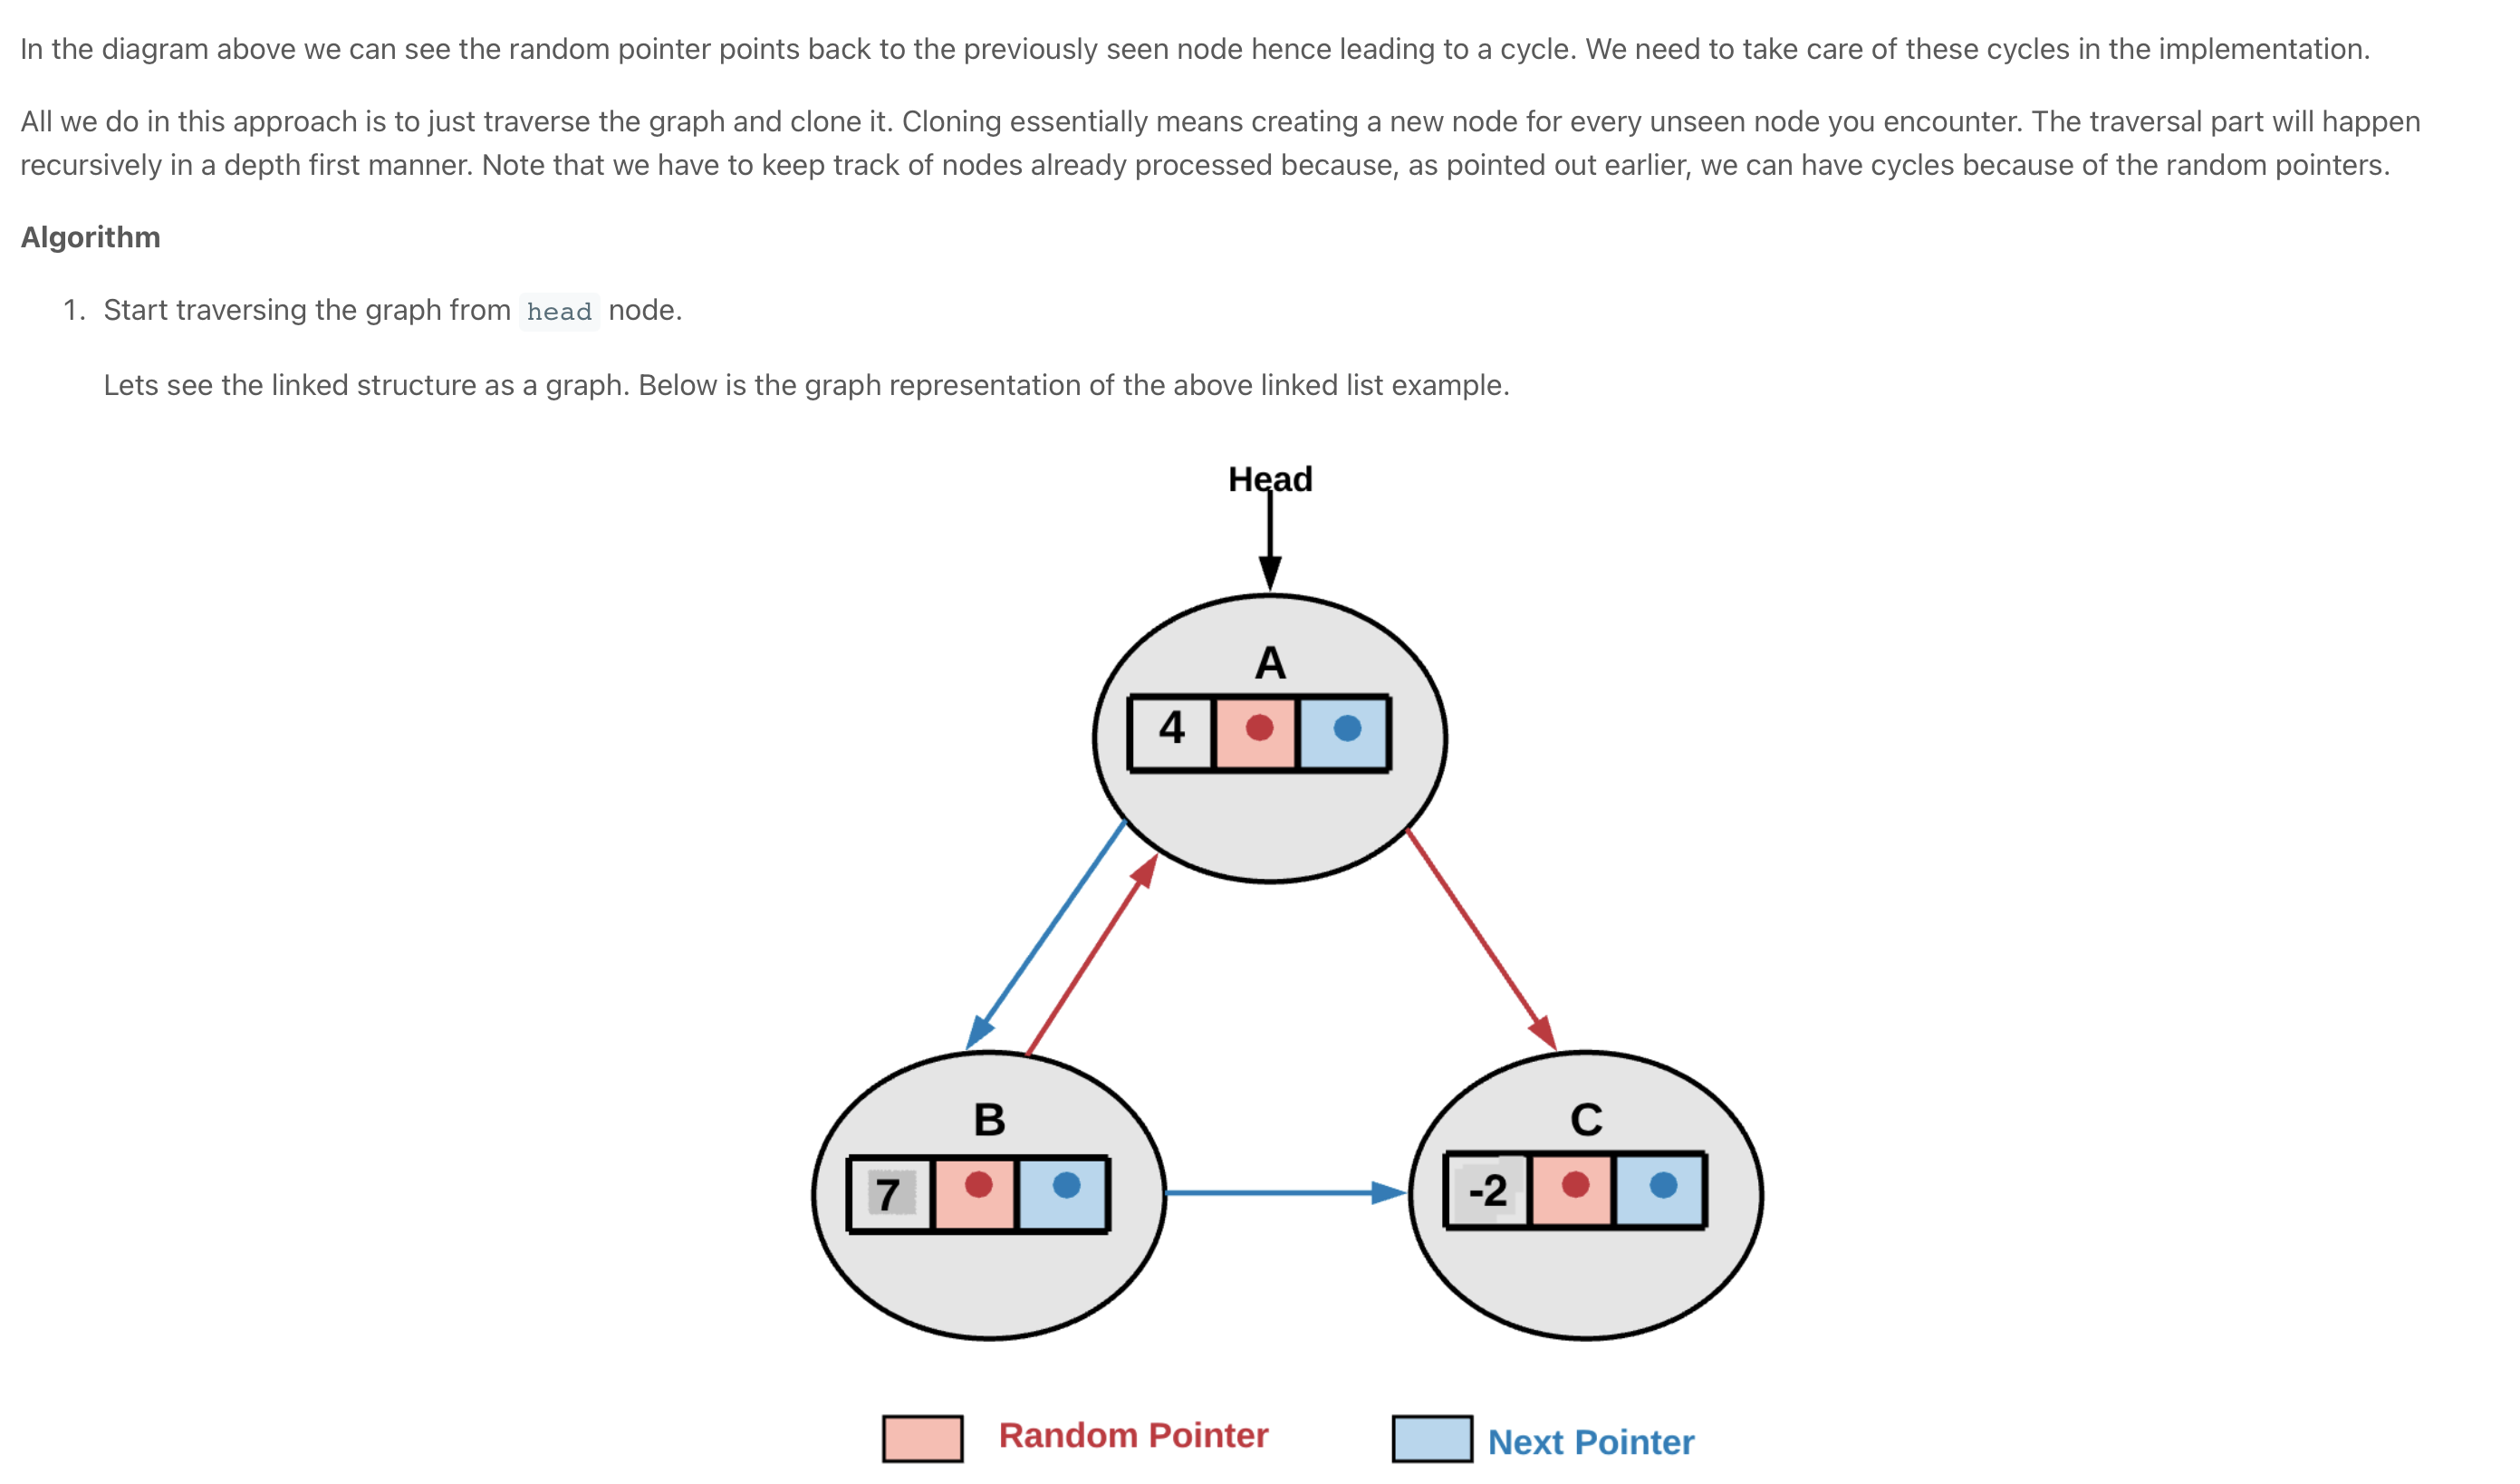 In the diagram above we can see the random pointer points back to the previously seen node hence leading to a cycle. We need to take care of these cycles in the implementation.
All we do in this approach is to just traverse the graph and clone it. Cloning essentially means creating a new node for every unseen node you encounter. The traversal part will happen
recursively in a depth first manner. Note that we have to keep track of nodes already processed because, as pointed out earlier, we can have cycles because of the random pointers.
Algorithm
1. Start traversing the graph from head node.
Lets see the linked structure as a graph. Below is the graph representation of the above linked list example.
Head
A
4
B
7
C
-2
Random Pointer
Next Pointer